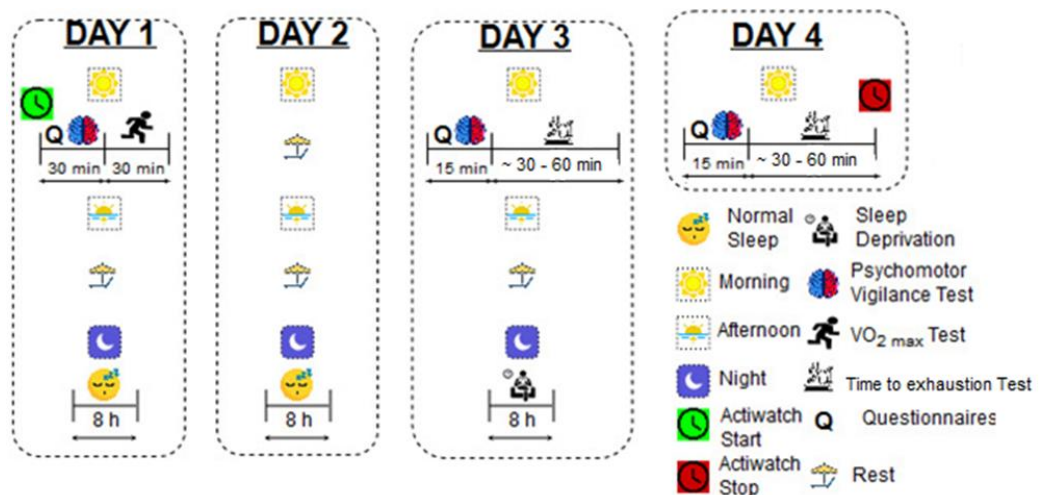 DAY 1
Q
30 min 30 min
8 h
DAY 2
8 h
DAY 3
Q
15 min ~ 30 - 60 min
8 h
DAY 4
Q
15 min ~ 30 - 60 min
Normal
Sleep
Sleep
Deprivation
Morning
Psychomotor
Vigilance Test
Afternoon
VO2 max Test
Night
Time to exhaustion Test
Actiwatch
Start
Q Questionnaires
Actiwatch
Stop
Rest